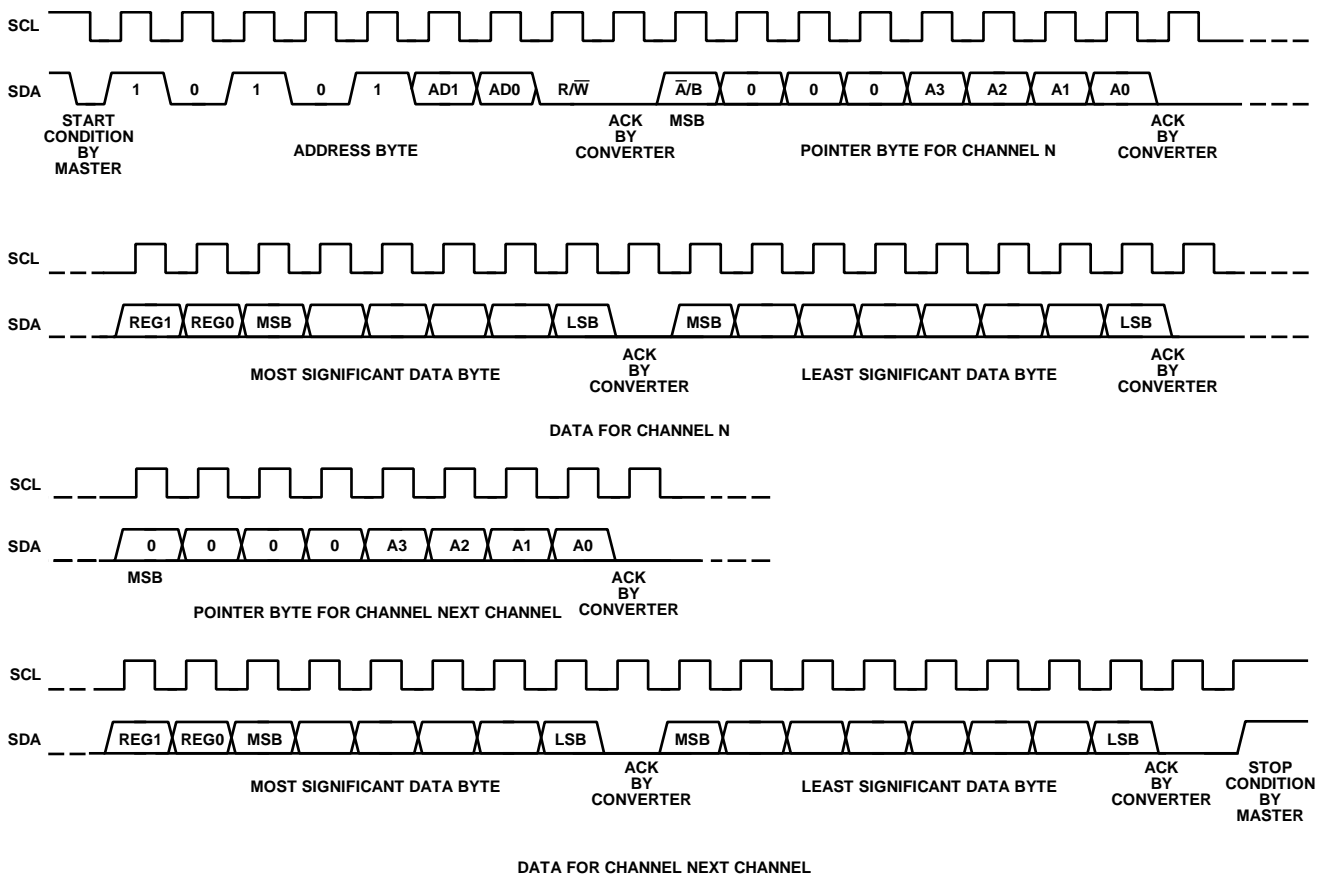 SCL
SDA 1 0 1 0 1 AD1 AD0 R/W̅ A̅/B 0 0 0 A3 A2 A1 A0
START CONDITION BY MASTER
ADDRESS BYTE
ACK BY CONVERTER
MSB
POINTER BYTE FOR CHANNEL N
ACK BY CONVERTER
SCL
SDA REG1 REG0 MSB LSB MSB LSB
MOST SIGNIFICANT DATA BYTE
ACK BY CONVERTER
LEAST SIGNIFICANT DATA BYTE
ACK BY CONVERTER
DATA FOR CHANNEL N
SCL
SDA 0 0 0 0 A3 A2 A1 A0
MSB
POINTER BYTE FOR CHANNEL NEXT CHANNEL
ACK BY CONVERTER
SCL
SDA REG1 REG0 MSB LSB MSB LSB
MOST SIGNIFICANT DATA BYTE
ACK BY CONVERTER
LEAST SIGNIFICANT DATA BYTE
ACK BY CONVERTER
STOP CONDITION BY MASTER
DATA FOR CHANNEL NEXT CHANNEL